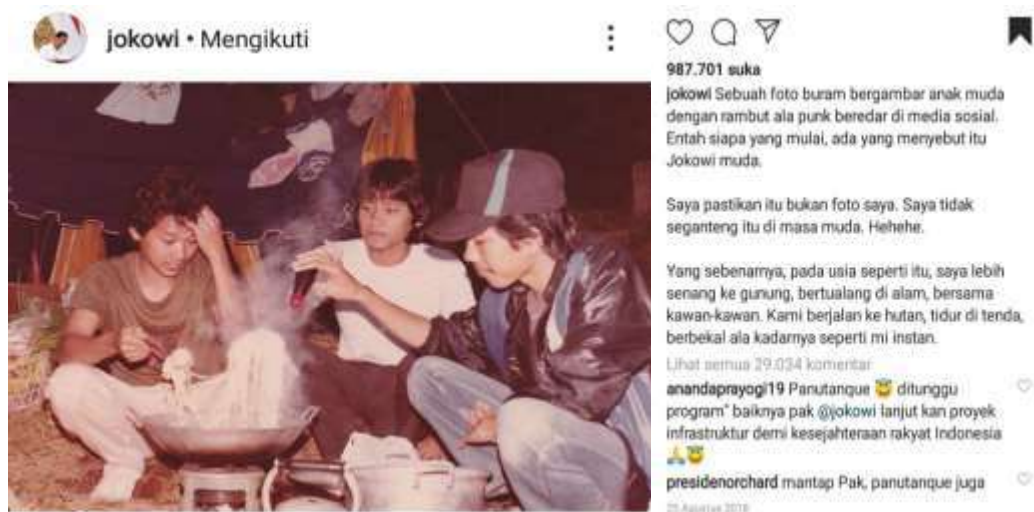 jokowi • Mengikuti
987.701 suka
jokowi Sebuah foto buram bergambar anak muda
dengan rambut ala punk beredar di media sosial.
Entah siapa yang mulai, ada yang menyebut itu
Jokowi muda.
Saya pastikan itu bukan foto saya. Saya tidak
seganteng itu di masa muda. Hehehe.
Yang sebenarnya, pada usia seperti itu, saya lebih
senang ke gunung, bertualang di alam, bersama
kawan-kawan. Kami berjalan ke hutan, tidur di tenda,
berbekal ala kadarnya seperti mi instan.
Lihat semua 29.034 komentar
anandaprayogi19 Panutanque 😇 ditunggu
program" baiknya pak @jokowi lanjut kan proyek
infrastruktur demi kesejahteraan rakyat Indonesia
🙏😇
presidenorchard mantap Pak, panutanque juga
25 Agustus 2018